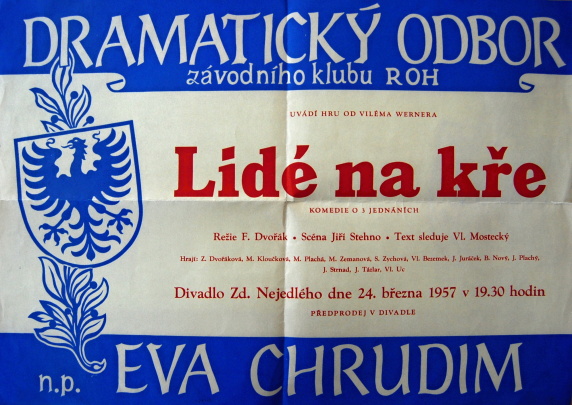 DRAMATICKÝ ODBOR
závodního klubu ROH
UVÁDÍ HRU OD VILÉMA WERNERA
Lidé na kře
KOMEDIE O 3 JEDNÁNÍCH
Režie F. Dvořák • Scéna Jiří Stehno • Text sleduje Vl. Mostecký
Hrají: Z. Dvořáková, M. Kloučková, M. Plachá, M. Zemanová, S. Zychová, Vl. Bezemek, J. Juráček, B. Nový, J. Plachý,
J. Strnad, J. Tázlar, Vl. Uc
Divadlo Zd. Nejedlého dne 24. března 1957 v 19.30 hodin
PŘEDPRODEJ V DIVADLE
n.p. EVA CHRUDIM